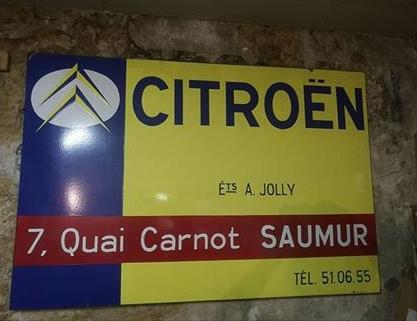 CITROËN
Éts A. JOLLY
7, Quai Carnot SAUMUR
TÉL. 51.06.55